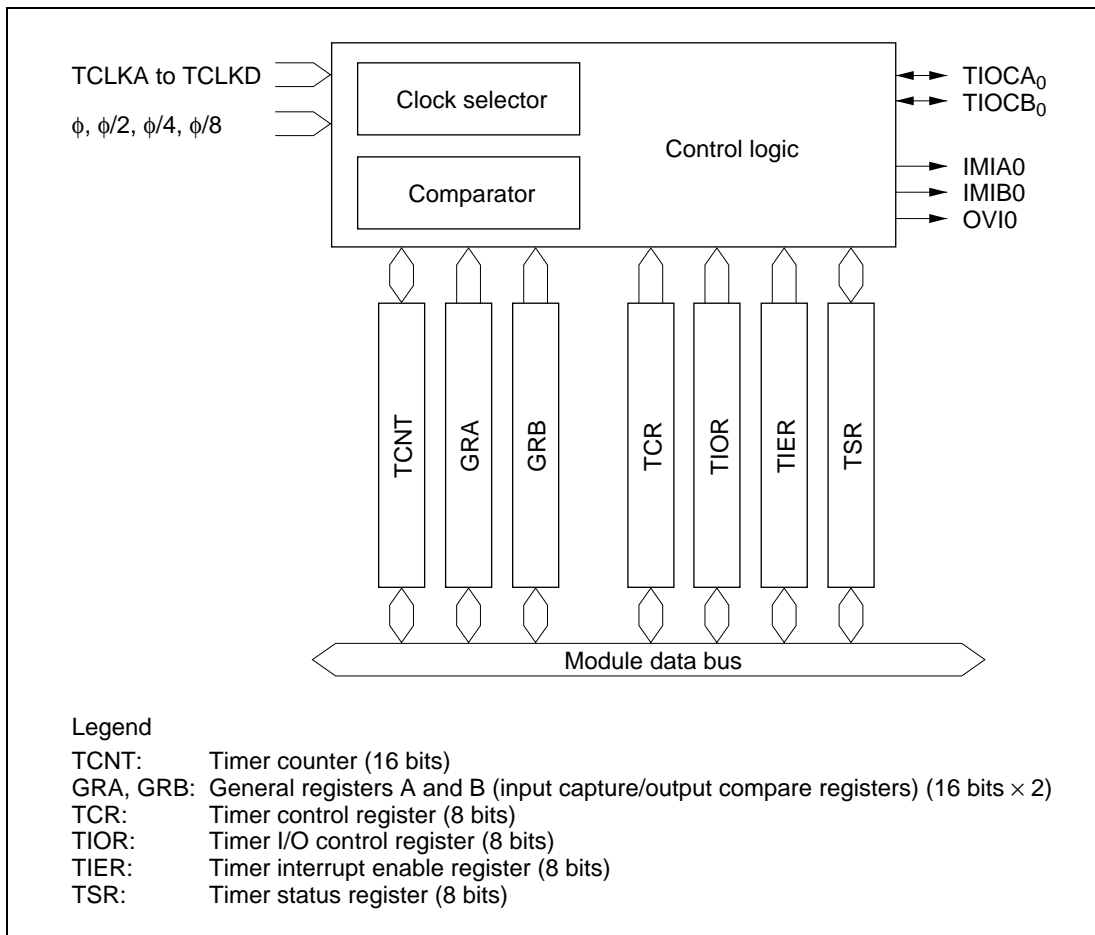 TCLKA to TCLKD
ϕ, ϕ/2, ϕ/4, ϕ/8
Clock selector
Comparator
Control logic
TIOCA₀
TIOCB₀
IMIA0
IMIB0
OVI0
TCNT
GRA
GRB
TCR
TIOR
TIER
TSR
Module data bus
Legend
TCNT: Timer counter (16 bits)
GRA, GRB: General registers A and B (input capture/output compare registers) (16 bits × 2)
TCR: Timer control register (8 bits)
TIOR: Timer I/O control register (8 bits)
TIER: Timer interrupt enable register (8 bits)
TSR: Timer status register (8 bits)